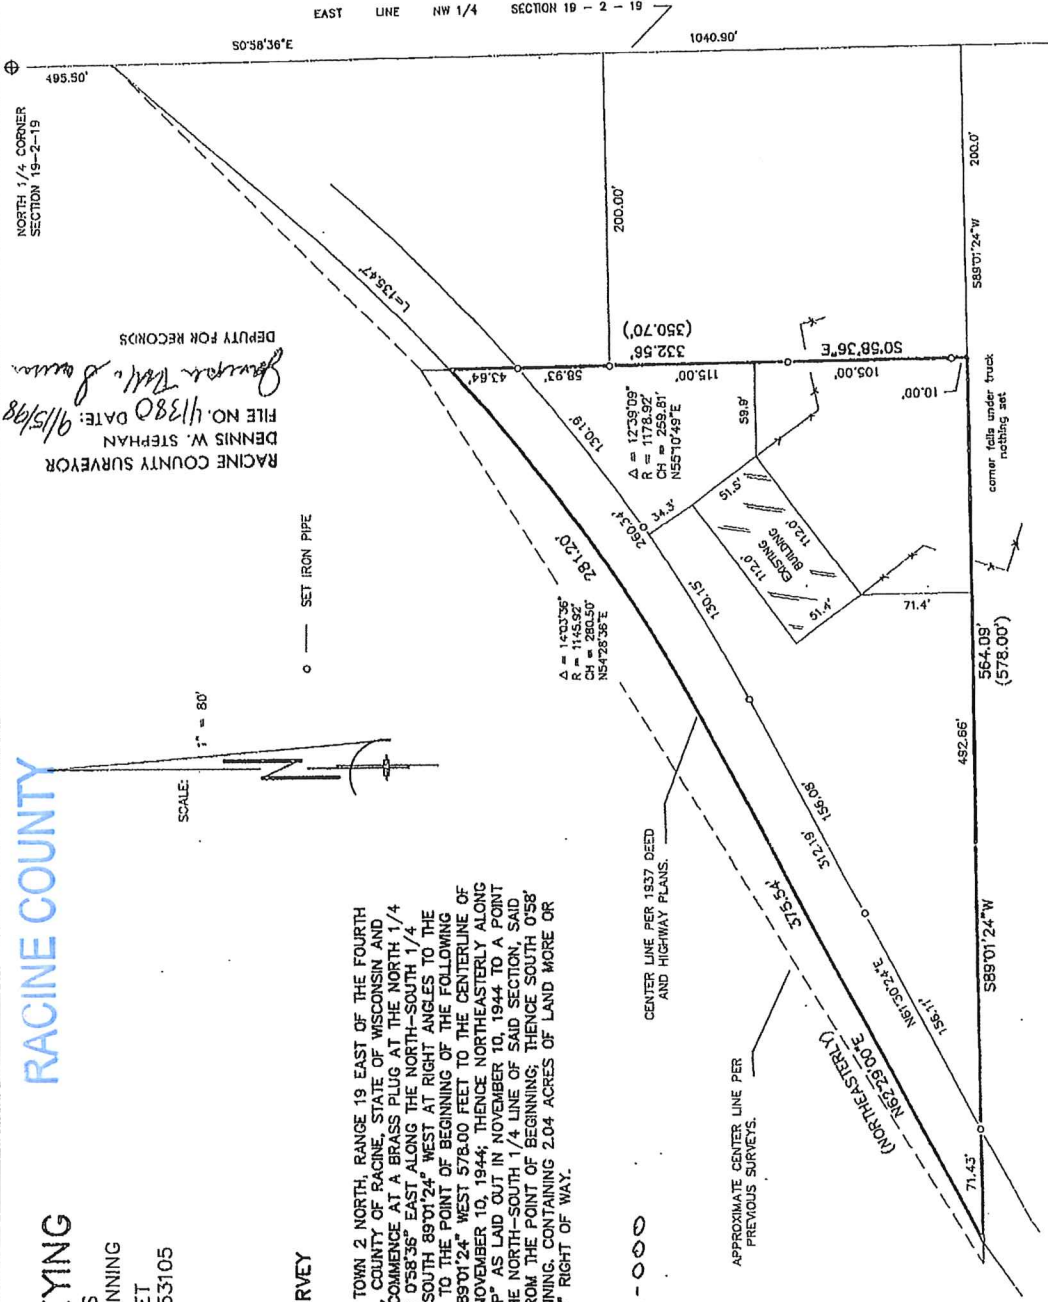 EAST LINE NW 1/4 SECTION 19 - 2 - 19
495.50'
S0°58'36"E
1040.90'
NORTH 1/4 CORNER
SECTION 19-2-19
RACINE COUNTY SURVEYOR
DENNIS W. STEPHAN
FILE NO. 41380 DATE: 9/15/98
DEPUTY FOR RECORDS
L=135.47'
200.00'
43.64'
58.93'
332.56'
(350.70')
115.00'
S0°58'36"E
105.00'
10.00'
S89°01'24"W
200.0'
corner falls under truck
nothing set
130.19'
Δ = 12°39'09"
R = 1178.92'
CH = 259.81'
N55°10'49"E
59.9'
34.3'
51.5'
260.34'
281.20'
EXISTING
BUILDING
112.0'
112.0'
51.4'
71.4'
130.15'
Δ = 14°03'36"
R = 1145.92'
CH = 280.50'
N54°28'36"E
564.09'
(578.00')
492.66'
S89°01'24"W
o — SET IRON PIPE
SCALE: 1" = 80'
RACINE COUNTY
CENTER LINE PER 1937 DEED
AND HIGHWAY PLANS.
375.54'
312.19'
156.08'
N61°30'24"E
156.11'
(NORTHEASTERLY)
N62°29'00"E
71.43'
APPROXIMATE CENTER LINE PER
PREVIOUS SURVEYS.
YING
S
NNING
ET
53105
RVEY
TOWN 2 NORTH, RANGE 19 EAST OF THE FOURTH
COUNTY OF RACINE, STATE OF WISCONSIN AND
COMMENCE AT A BRASS PLUG AT THE NORTH 1/4
0°58'36" EAST ALONG THE NORTH-SOUTH 1/4
SOUTH 89°01'24" WEST AT RIGHT ANGLES TO THE
TO THE POINT OF BEGINNING OF THE FOLLOWING
89°01'24" WEST 578.00 FEET TO THE CENTERLINE OF
NOVEMBER 10, 1944; THENCE NORTHEASTERLY ALONG
P" AS LAID OUT IN NOVEMBER 10, 1944 TO A POINT
HE NORTH-SOUTH 1/4 LINE OF SAID SECTION, SAID
ROM THE POINT OF BEGINNING; THENCE SOUTH 0°58'
NING. CONTAINING 2.04 ACRES OF LAND MORE OR
" RIGHT OF WAY.
-000